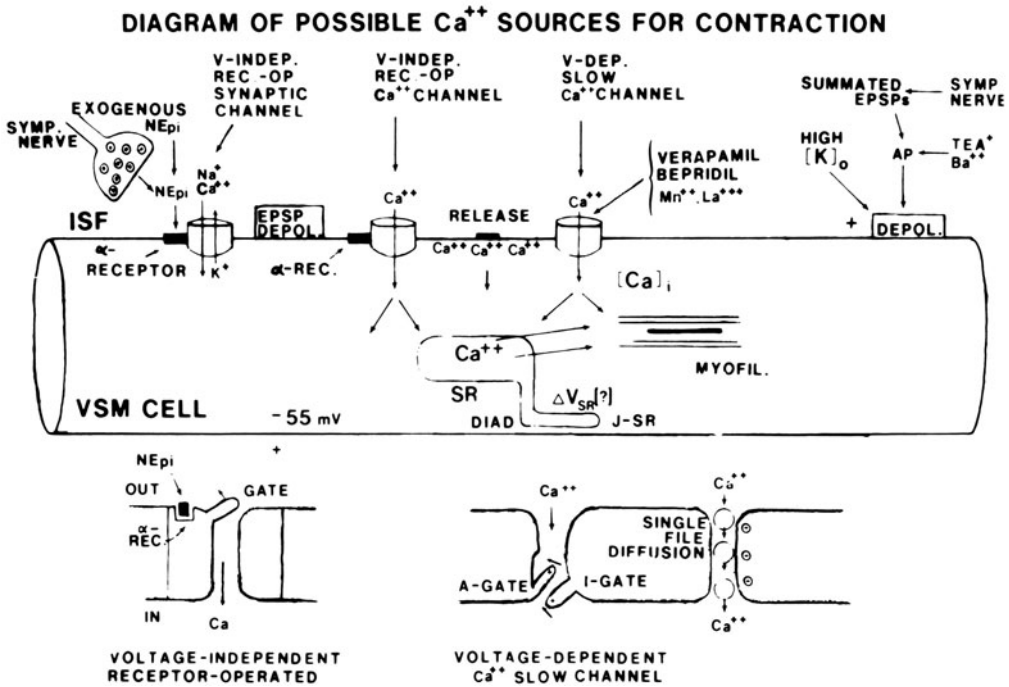 DIAGRAM OF POSSIBLE Ca++ SOURCES FOR CONTRACTION
V-INDEP.
REC.-OP
SYNAPTIC
CHANNEL
V-INDEP.
REC.-OP
Ca++ CHANNEL
V-DEP.
SLOW
Ca++ CHANNEL
SUMMATED
EPSPs
SYMP
NERVE
EXOGENOUS
NEpi
SYMP.
NERVE
NEpi
Na+
Ca++
Ca++
Ca++
VERAPAMIL
BEPRIDIL
Mn++, La+++
HIGH
[K]o
AP
TEA+
Ba++
ISF
EPSP
DEPOL.
RELEASE
+
DEPOL.
α-
RECEPTOR
K+
α-REC.
Ca++ Ca++ Ca++
[Ca]i
Ca++
MYOFIL.
SR
ΔVSR[?]
VSM CELL
-55 mV
DIAD
J-SR
+
NEpi
OUT
GATE
α-
REC.
IN
Ca
VOLTAGE-INDEPENDENT
RECEPTOR-OPERATED
Ca++
A-GATE
I-GATE
VOLTAGE-DEPENDENT
Ca++ SLOW CHANNEL
Ca++
SINGLE
FILE
DIFFUSION
Ca++